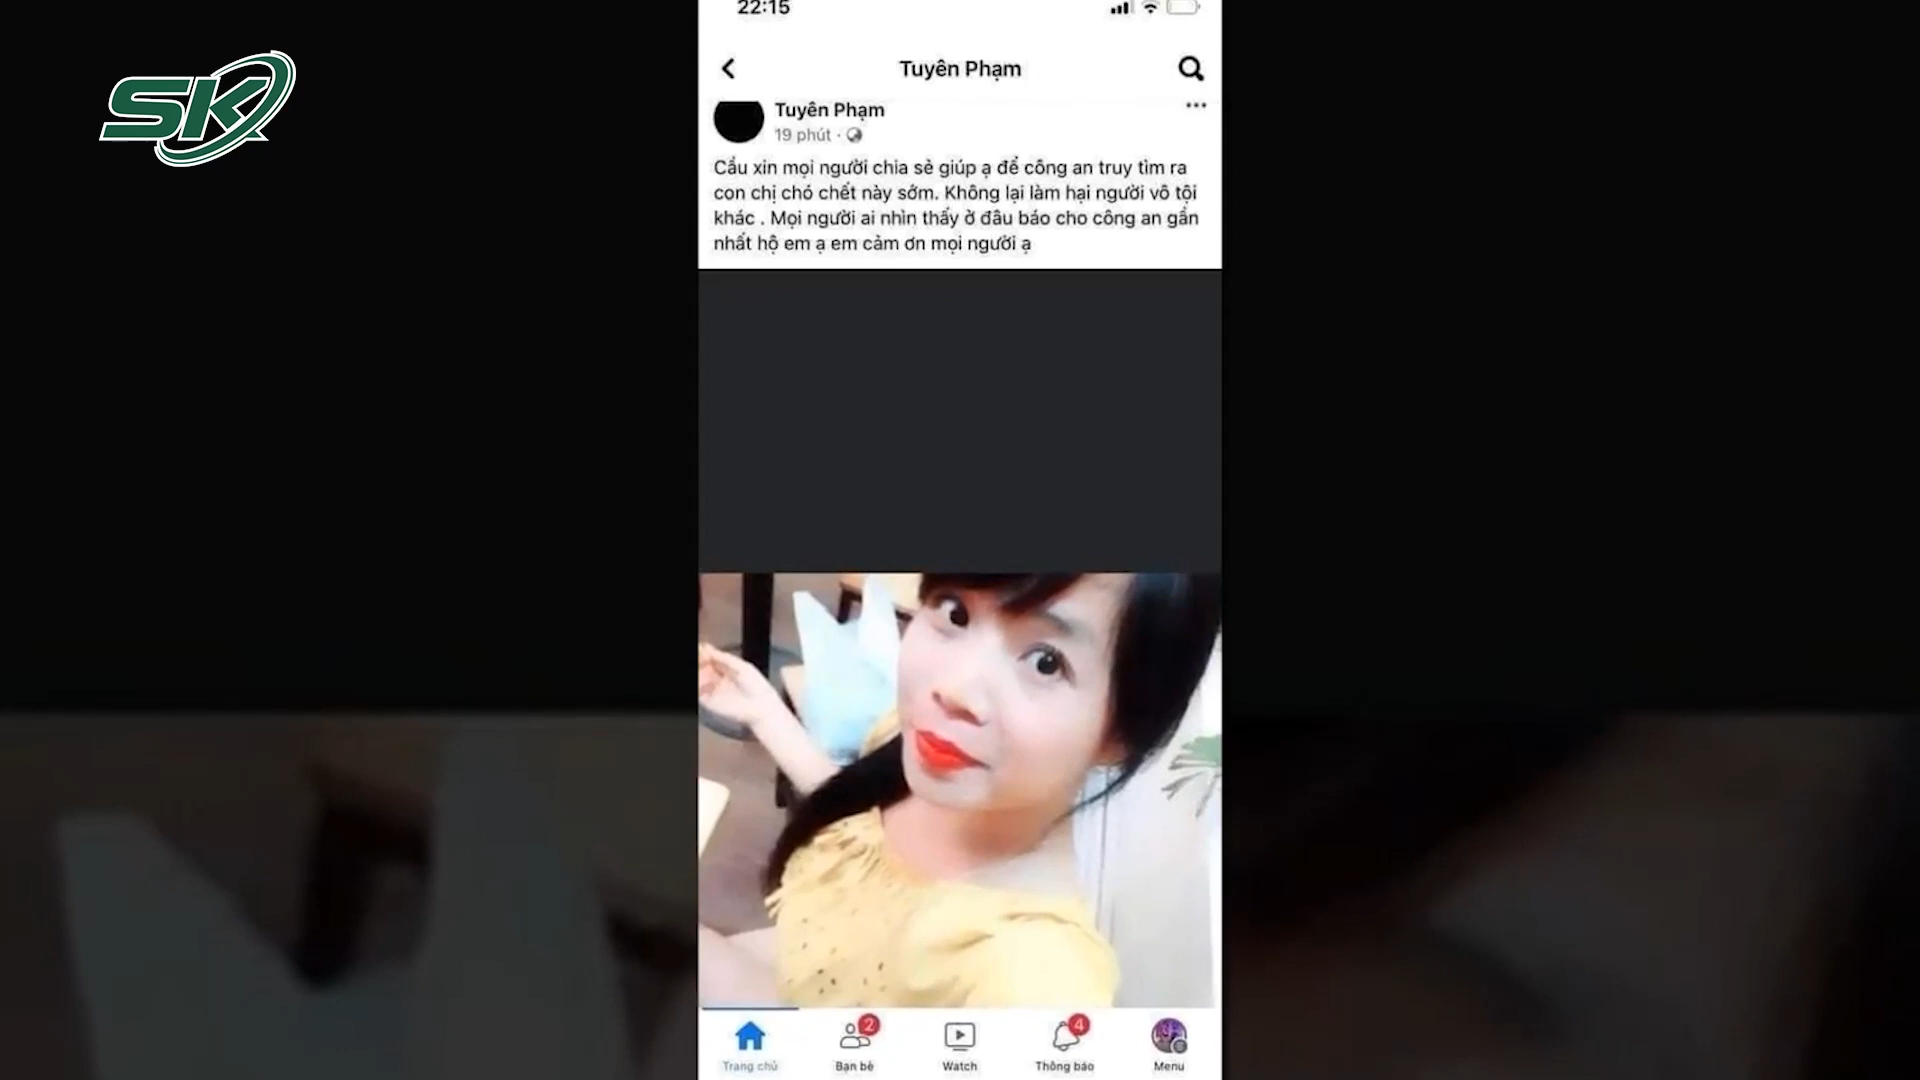 22:15
SK
Tuyên Phạm
Tuyên Phạm
19 phút ·
Cầu xin mọi người chia sẻ giúp ạ để công an truy tìm ra
con chị chó chết này sớm. Không lại làm hại người vô tội
khác . Mọi người ai nhìn thấy ở đâu báo cho công an gần
nhất hộ em ạ em cảm ơn mọi người ạ
2
4
Trang chủ
Bạn bè
Watch
Thông báo
Menu